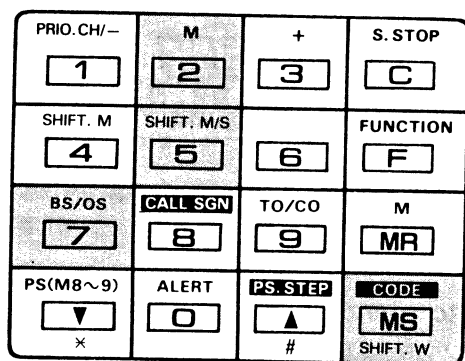 PRIO.CH/− M + S.STOP
1 2 3 C
SHIFT. M SHIFT. M/S FUNCTION
4 5 6 F
BS/OS CALL SGN TO/CO M
7 8 9 MR
PS(M8∼9) ALERT PS.STEP CODE
▼ 0 ▲ MS
* # SHIFT. W